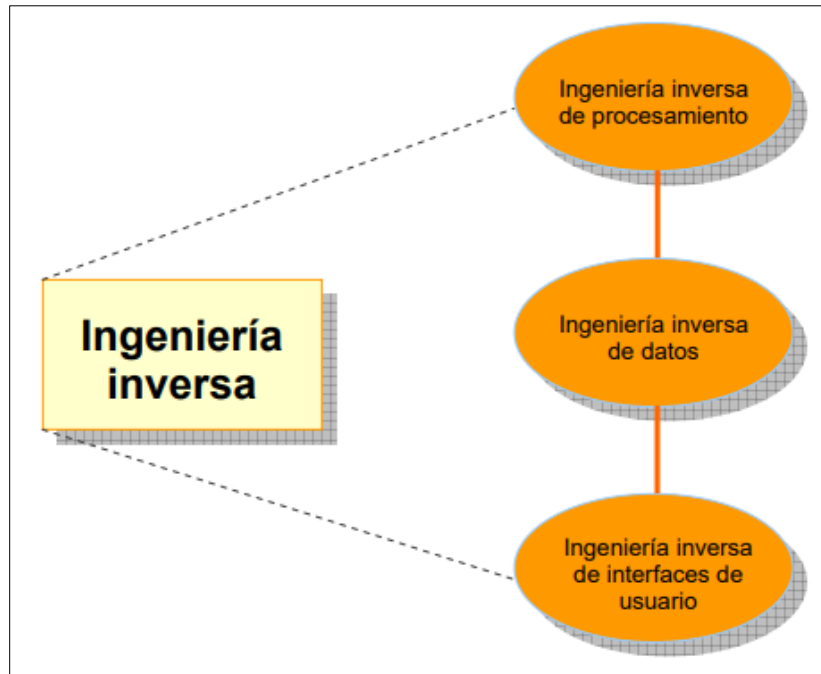 Ingeniería inversa
de procesamiento
Ingeniería
inversa
Ingeniería inversa
de datos
Ingeniería inversa
de interfaces de
usuario